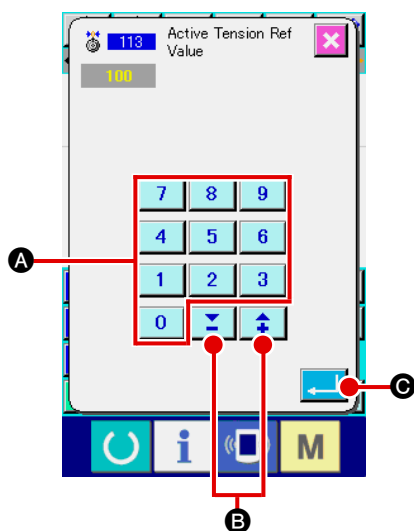 113 Active Tension Ref
Value
100
7 8 9
4 5 6
A
1 2 3
0
C
i M
B